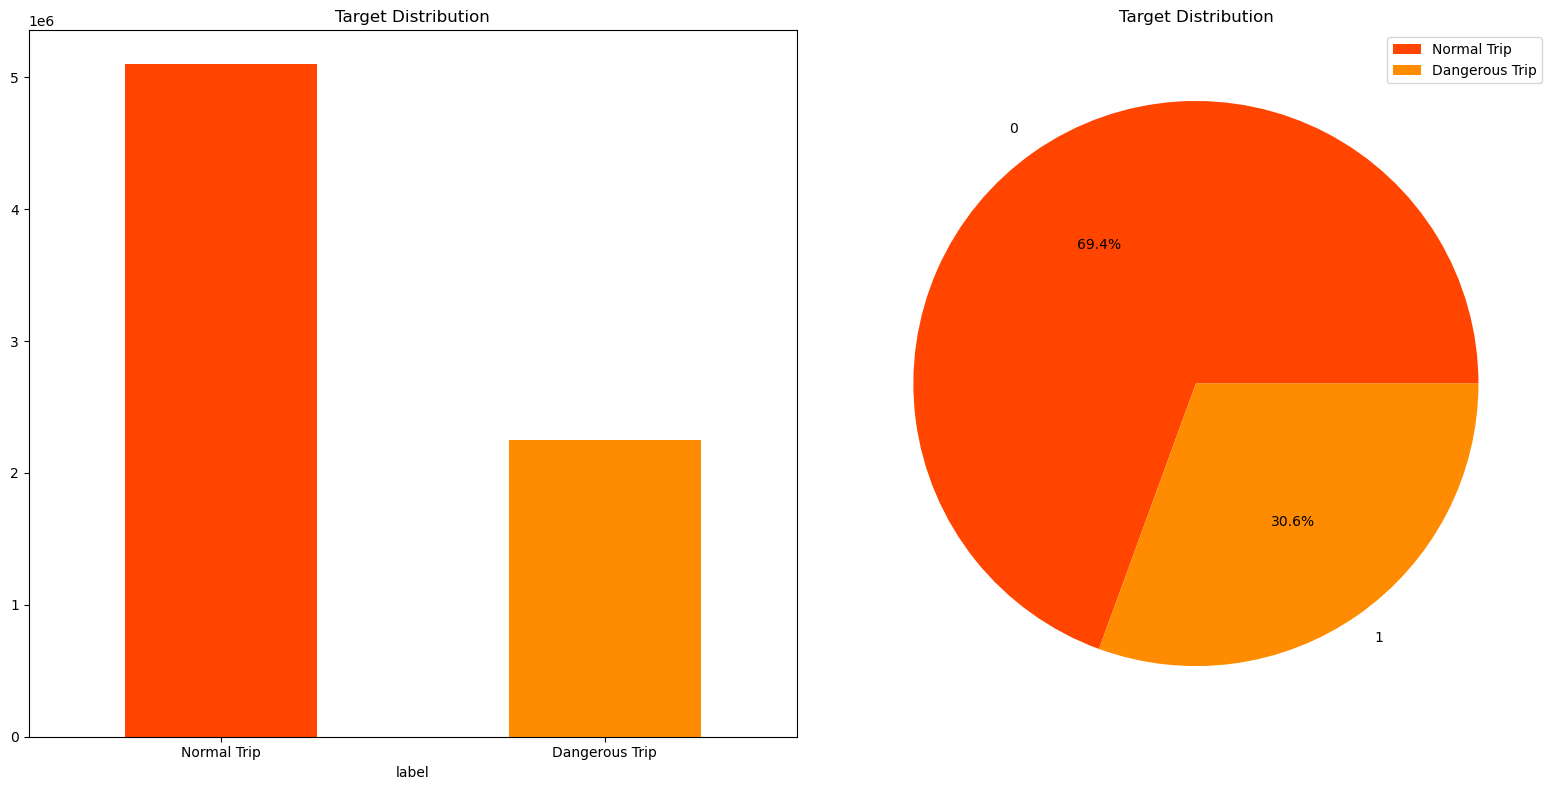 Target Distribution
1e6
5
4
3
2
1
0
Normal Trip
Dangerous Trip
label
Target Distribution
Normal Trip
Dangerous Trip
0
69.4%
30.6%
1